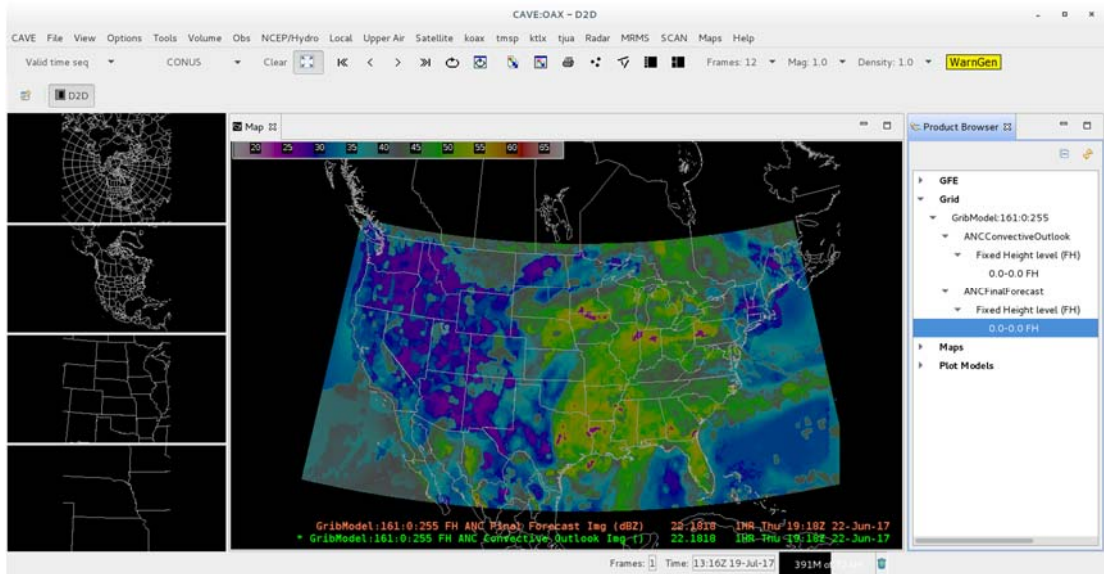 CAVE:OAX - D2D
CAVE File View Options Tools Volume Obs NCEP/Hydro Local Upper Air Satellite koax tmsp ktlx tjua Radar MRMS SCAN Maps Help
Valid time seq CONUS Clear Frames: 12 Mag: 1.0 Density: 1.0 WarnGen
D2D
Map
Product Browser
20 25 30 35 40 45 50 55 60 65
GFE
Grid
GribModel:161:0:255
ANCConvectiveOutlook
Fixed Height level (FH)
0.0-0.0 FH
ANCFinalForecast
Fixed Height level (FH)
0.0-0.0 FH
Maps
Plot Models
GribModel:161:0:255 FH ANC Final Forecast Img (dBZ) 22.1818 1HR Thu 19:18Z 22-Jun-17
* GribModel:161:0:255 FH ANC Convective Outlook Img () 22.1818 1HR Thu 19:18Z 22-Jun-17
Frames: 1 Time: 13:16Z 19-Jul-17 391M of